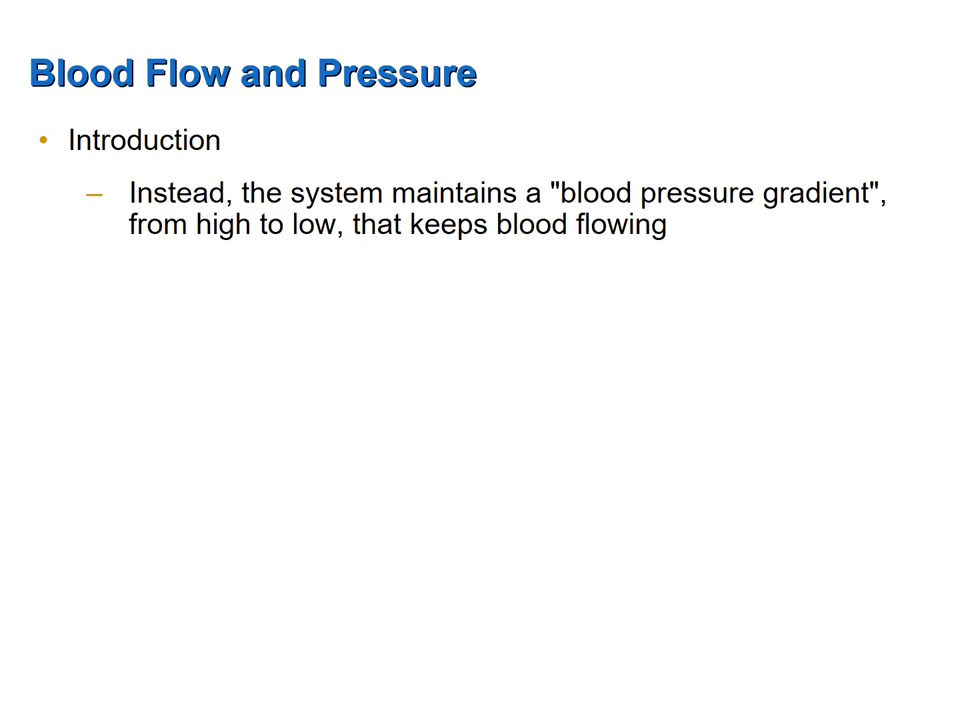 Blood Flow and Pressure
• Introduction
– Instead, the system maintains a "blood pressure gradient",
from high to low, that keeps blood flowing